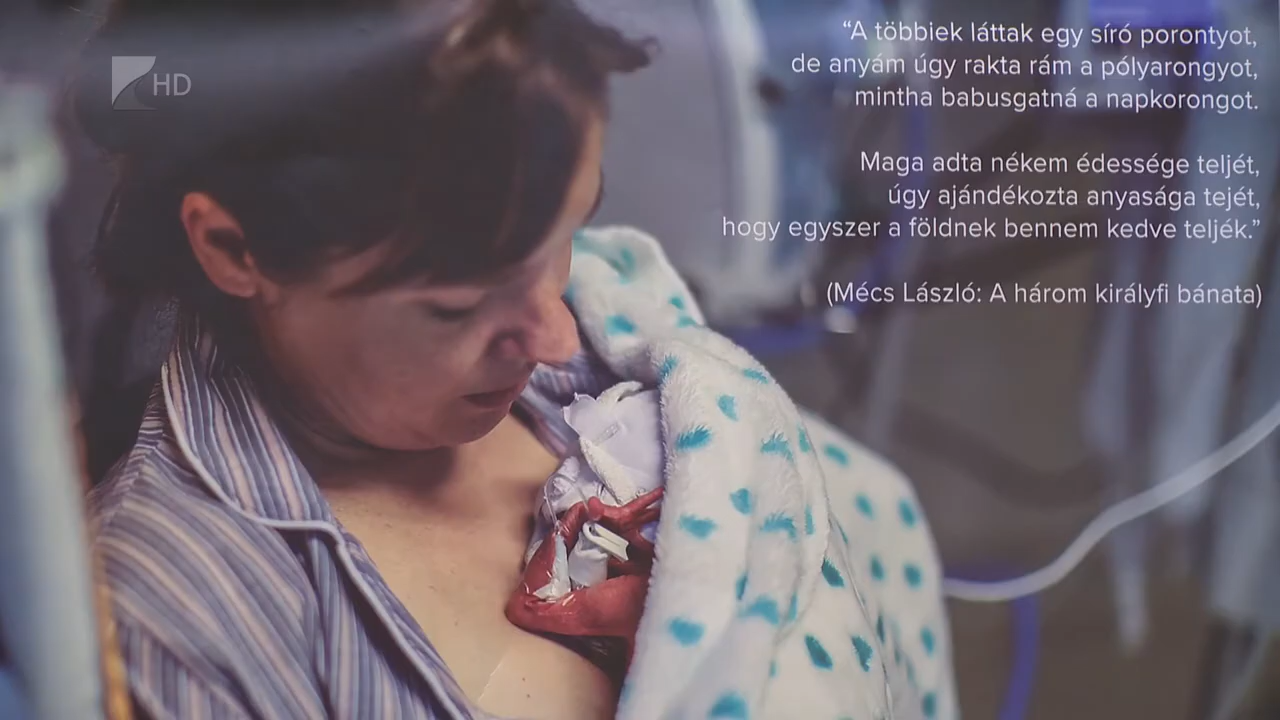 HD
“A többiek láttak egy síró porontyot,
de anyám úgy rakta rám a pólyarongyot,
mintha babusgatná a napkorongot.
Maga adta nékem édessége teljét,
úgy ajándékozta anyasága tejét,
hogy egyszer a földnek bennem kedve teljék.”
(Mécs László: A három királyfi bánata)